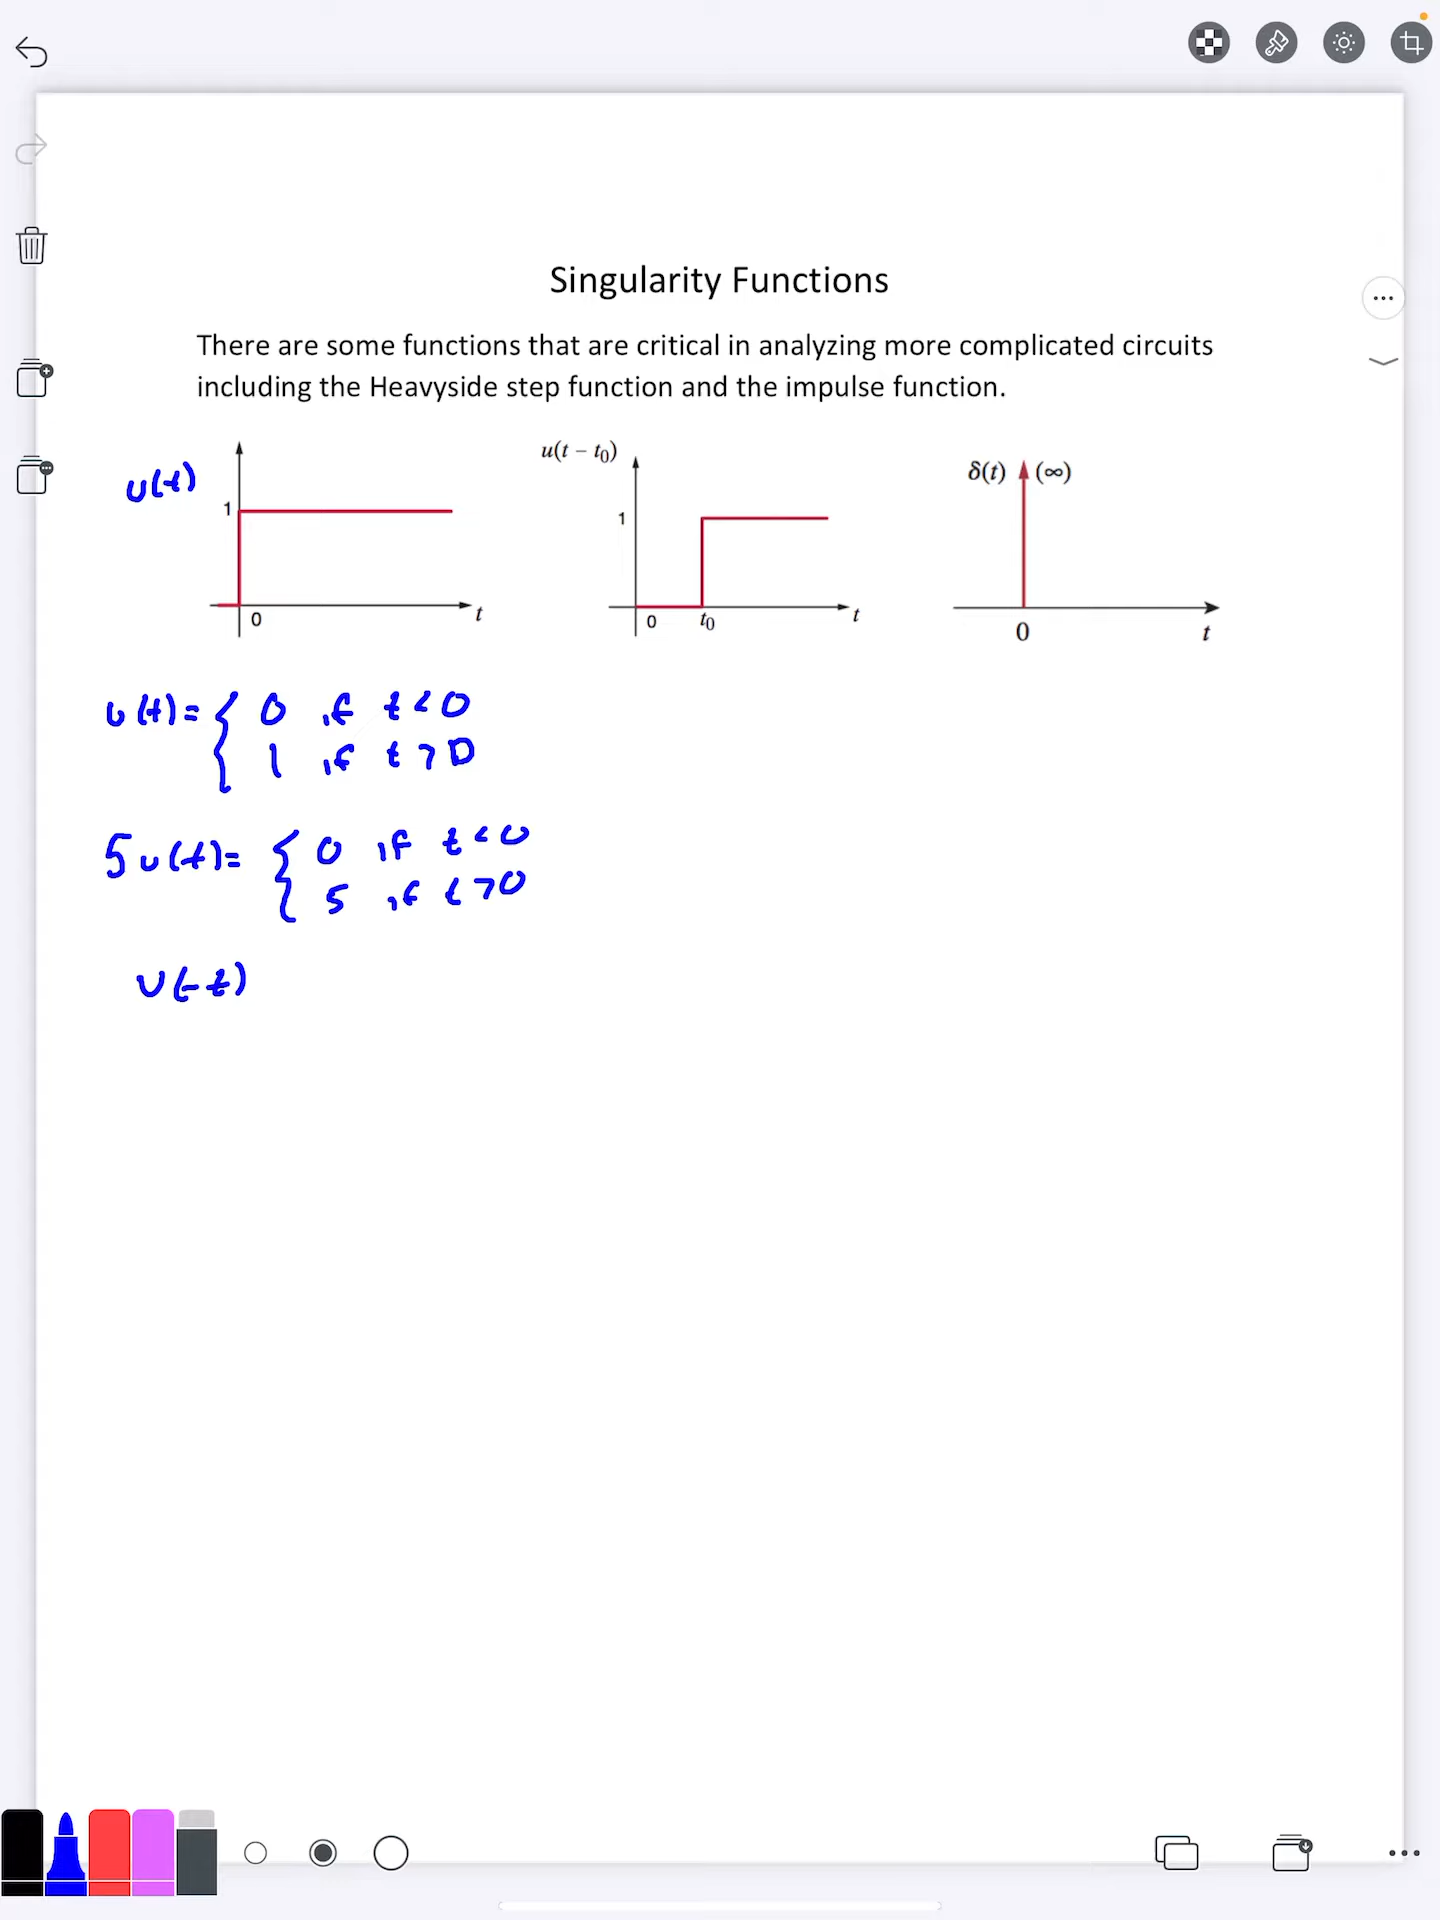 Singularity Functions
There are some functions that are critical in analyzing more complicated circuits
including the Heavyside step function and the impulse function.
u(t)
1
0
t
u(t − t₀)
1
0
t₀
t
δ(t) (∞)
0
t
u(t) = { 0 if t < 0
1 if t > 0
5u(t) = { 0 if t < 0
5 if t > 0
u(-t)